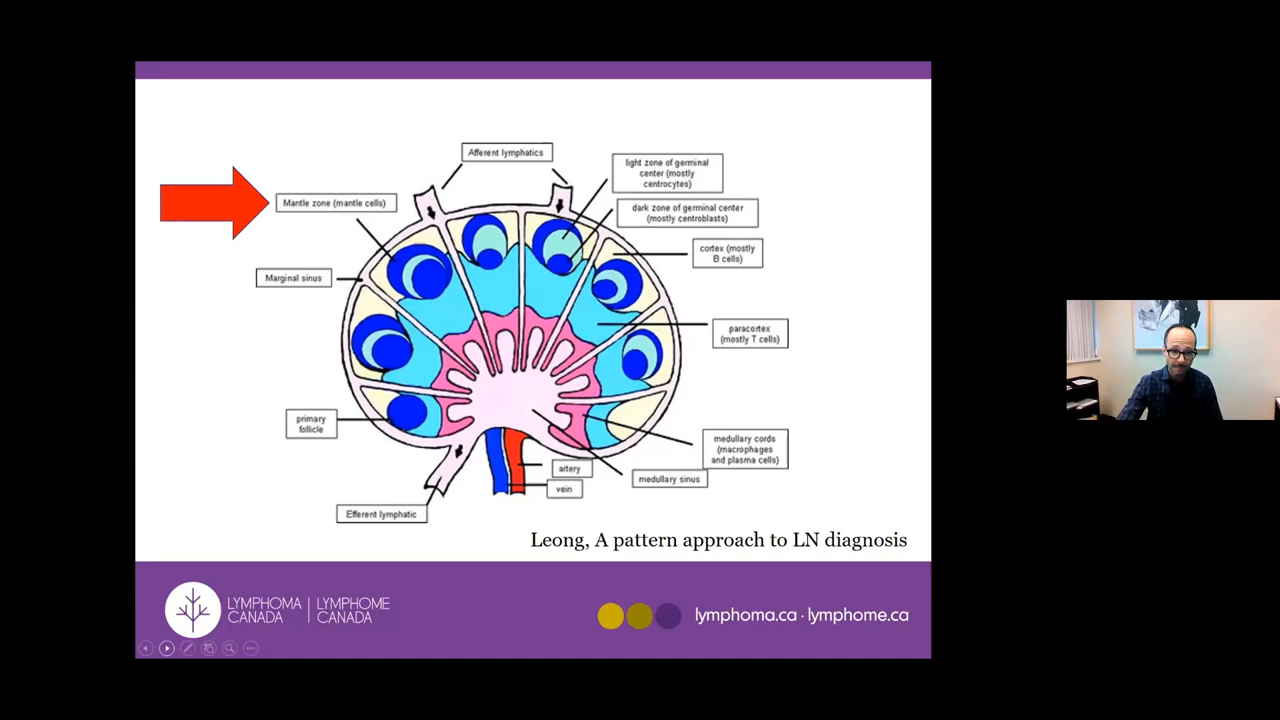 Afferent lymphatics
light zone of germinal
center (mostly
centrocytes)
Mantle zone (mantle cells)
dark zone of germinal center
(mostly centroblasts)
cortex (mostly
B cells)
Marginal sinus
paracortex
(mostly T cells)
primary
follicle
medullary cords
(macrophages
and plasma cells)
artery
medullary sinus
vein
Efferent lymphatic
Leong, A pattern approach to LN diagnosis
LYMPHOMA
CANADA
LYMPHOME
CANADA
lymphoma.ca · lymphome.ca